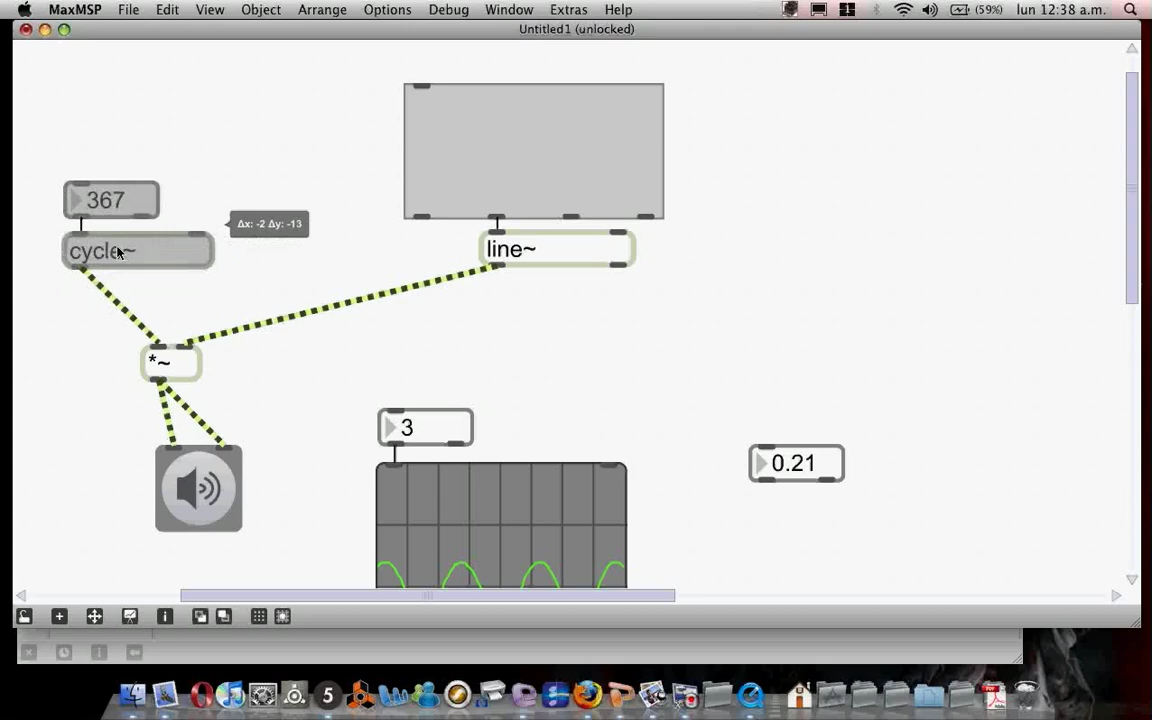 MaxMSP File Edit View Object Arrange Options Debug Window Extras Help (59%) lun 12:38 a.m.
Untitled1 (unlocked)
367
Δx: -2 Δy: -13
cycle~
line~
*~
3
0.21
5